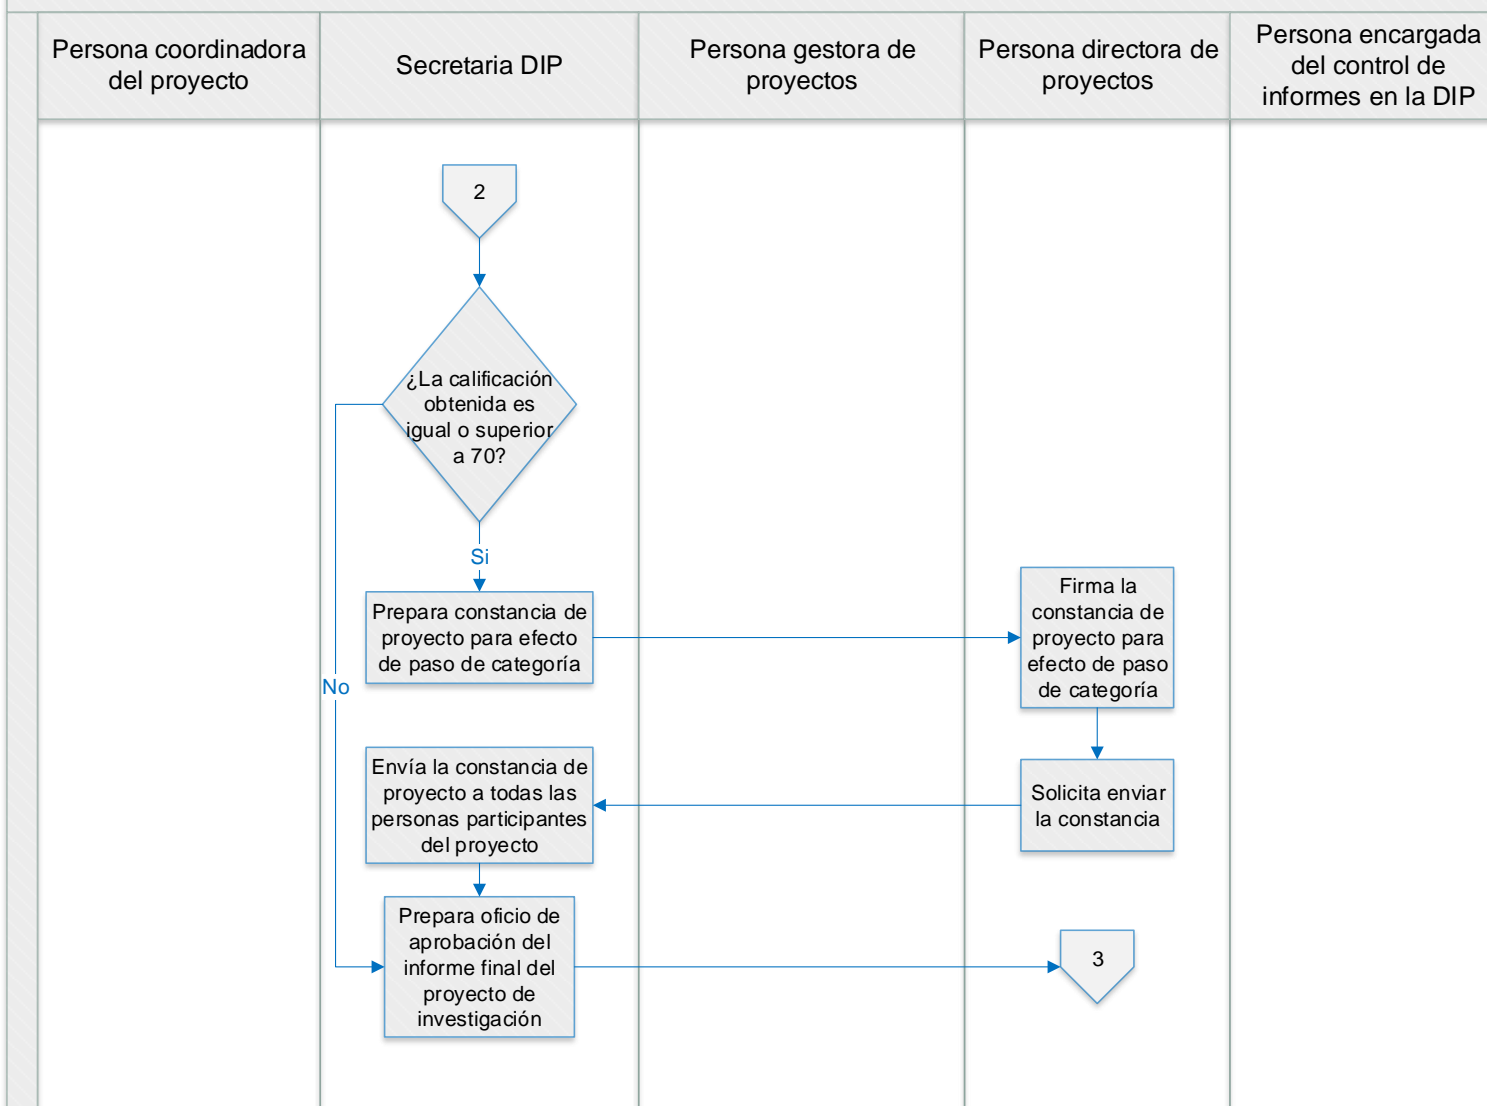 Persona coordinadora
del proyecto
Secretaria DIP
Persona gestora de
proyectos
Persona directora de
proyectos
Persona encargada
del control de
informes en la DIP
2
¿La calificación
obtenida es
igual o superior
a 70?
Si
No
Prepara constancia de
proyecto para efecto
de paso de categoría
Firma la
constancia de
proyecto para
efecto de paso
de categoría
Solicita enviar
la constancia
Envía la constancia de
proyecto a todas las
personas participantes
del proyecto
Prepara oficio de
aprobación del
informe final del
proyecto de
investigación
3